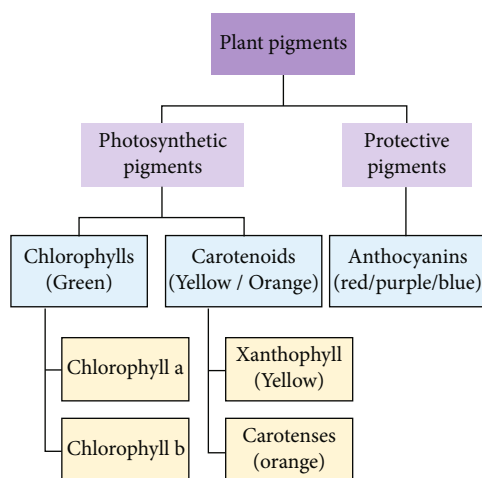 Plant pigments
Photosynthetic
pigments
Protective
pigments
Chlorophylls
(Green)
Carotenoids
(Yellow / Orange)
Anthocyanins
(red/purple/blue)
Chlorophyll a
Chlorophyll b
Xanthophyll
(Yellow)
Carotenses
(orange)